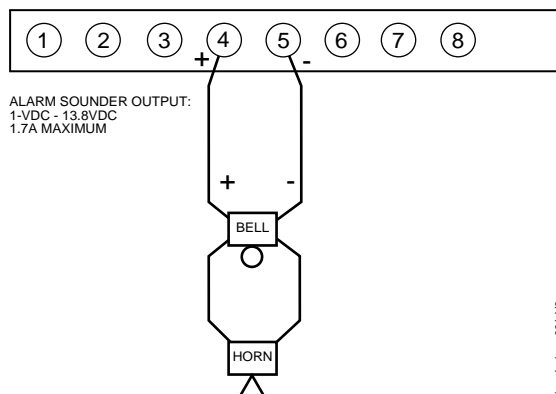 1 2 3 4 5 6 7 8
+ -
ALARM SOUNDER OUTPUT:
1-VDC - 13.8VDC
1.7A MAXIMUM
+ -
BELL
HORN